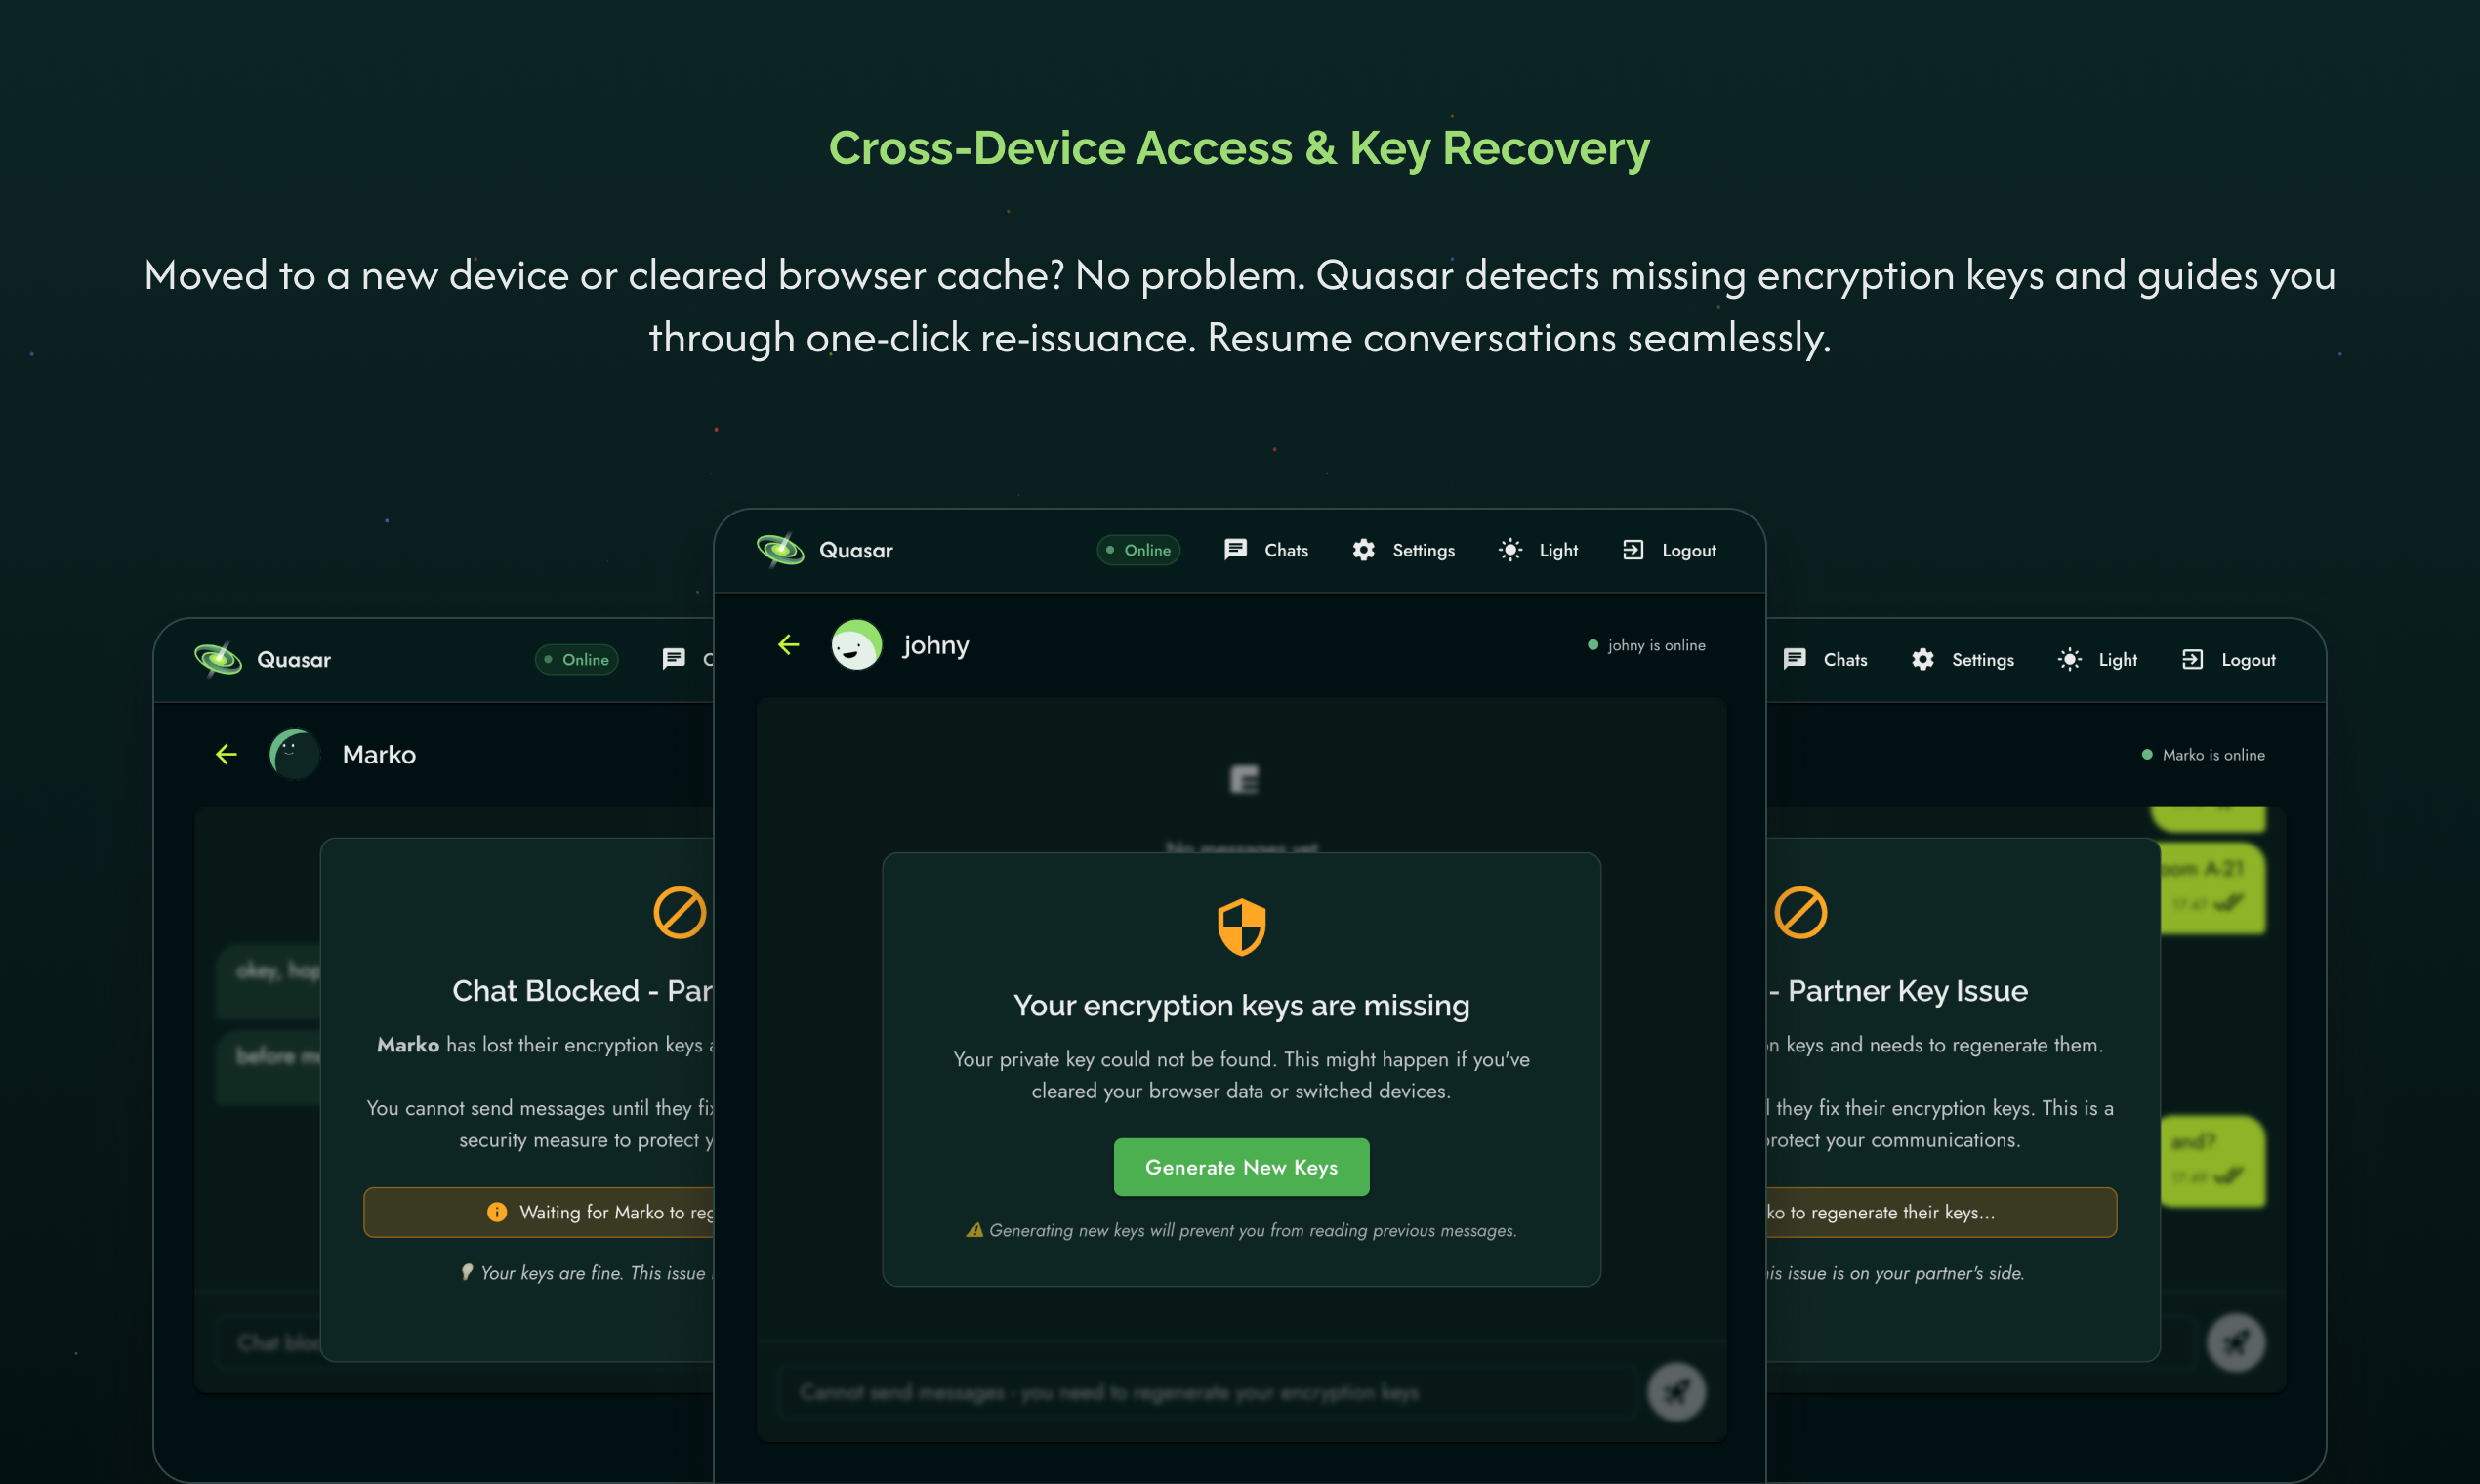 Cross-Device Access & Key Recovery
Moved to a new device or cleared browser cache? No problem. Quasar detects missing encryption keys and guides you
through one-click re-issuance. Resume conversations seamlessly.
Quasar
Online
Chats
Settings
Light
Logout
johny
johny is online
No messages yet
Your encryption keys are missing
Your private key could not be found. This might happen if you've
cleared your browser data or switched devices.
Generate New Keys
⚠ Generating new keys will prevent you from reading previous messages.
Cannot send messages - you need to regenerate your encryption keys
Quasar
Online
Marko
okey, hop
before m
Chat Blocked - Par
Marko has lost their encryption keys
You cannot send messages until they fix
security measure to protect y
Waiting for Marko to reg
Your keys are fine. This issue
Chat bloc
Chats
Settings
Light
Logout
Marko is online
oom A-21
17:47
- Partner Key Issue
n keys and needs to regenerate them.
they fix their encryption keys. This is a
protect your communications.
and?
17:49
ko to regenerate their keys...
his issue is on your partner's side.